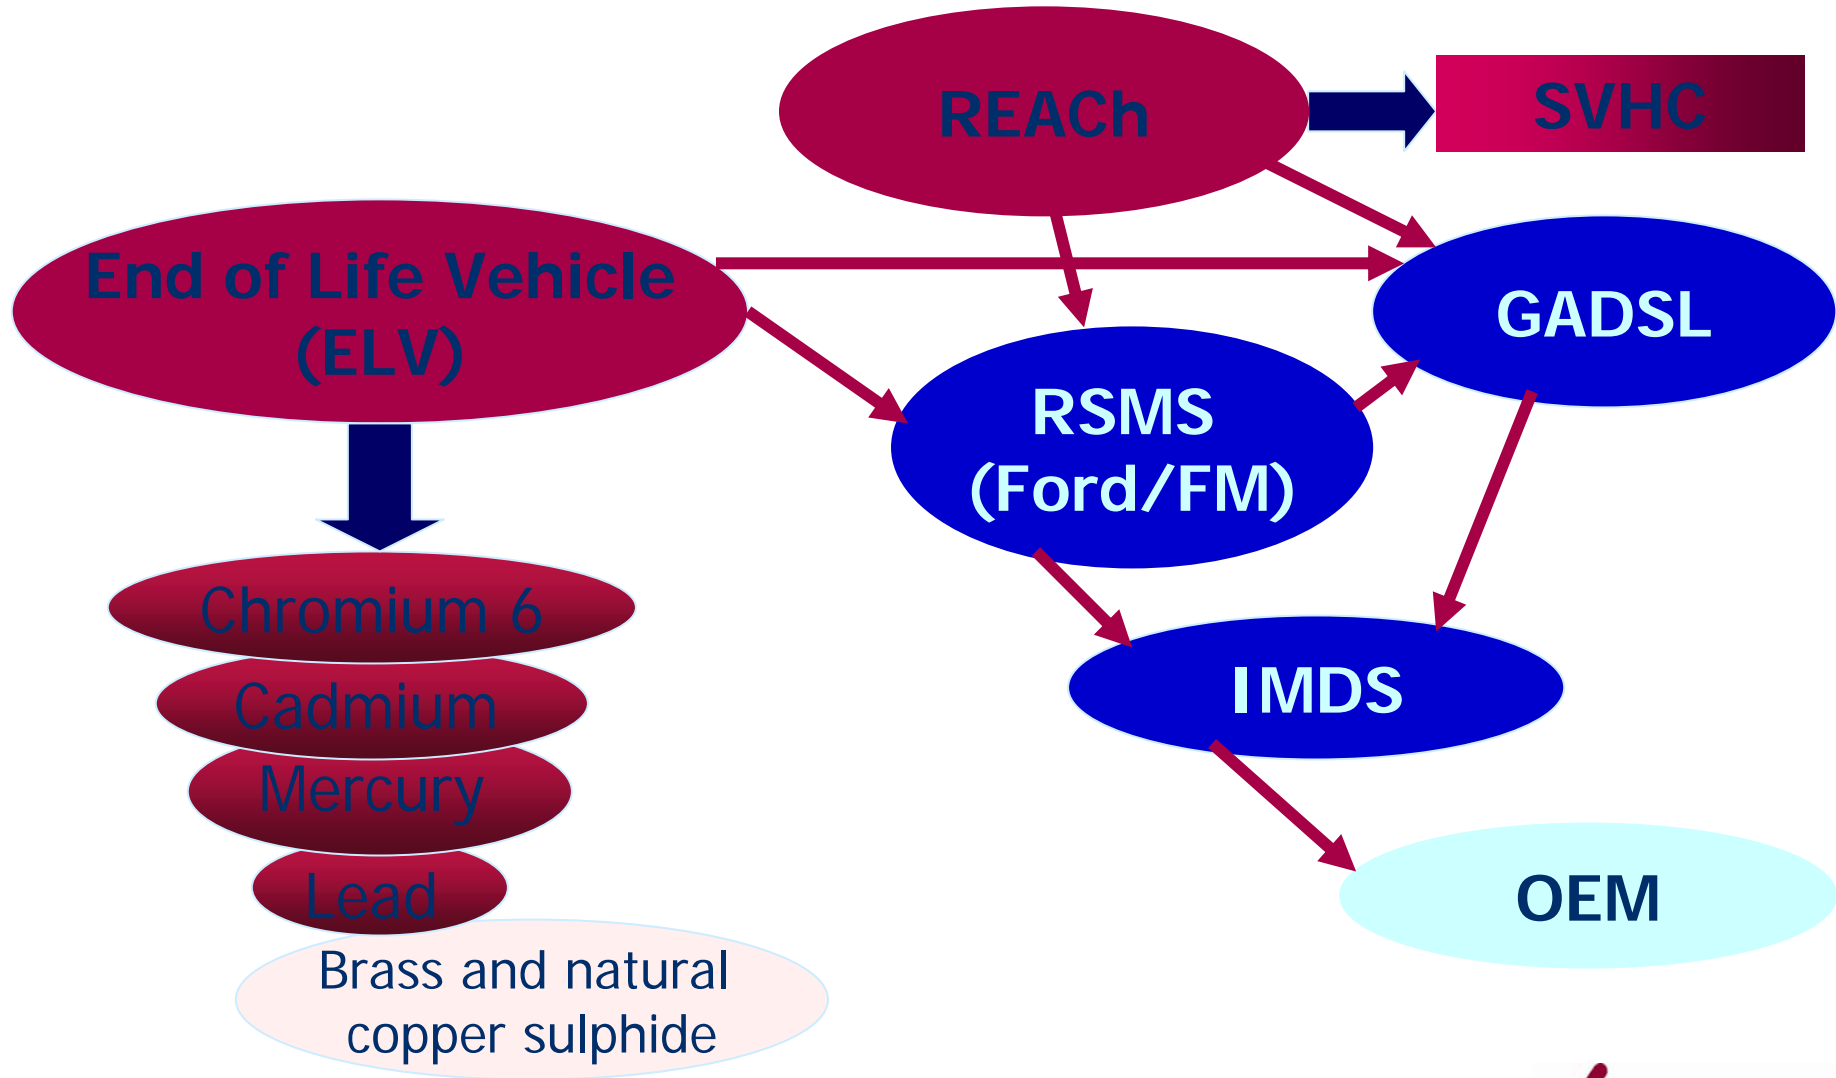 REACh
SVHC
End of Life Vehicle
(ELV)
GADSL
RSMS
(Ford/FM)
Chromium 6
IMDS
Cadmium
Mercury
Lead
OEM
Brass and natural
copper sulphide